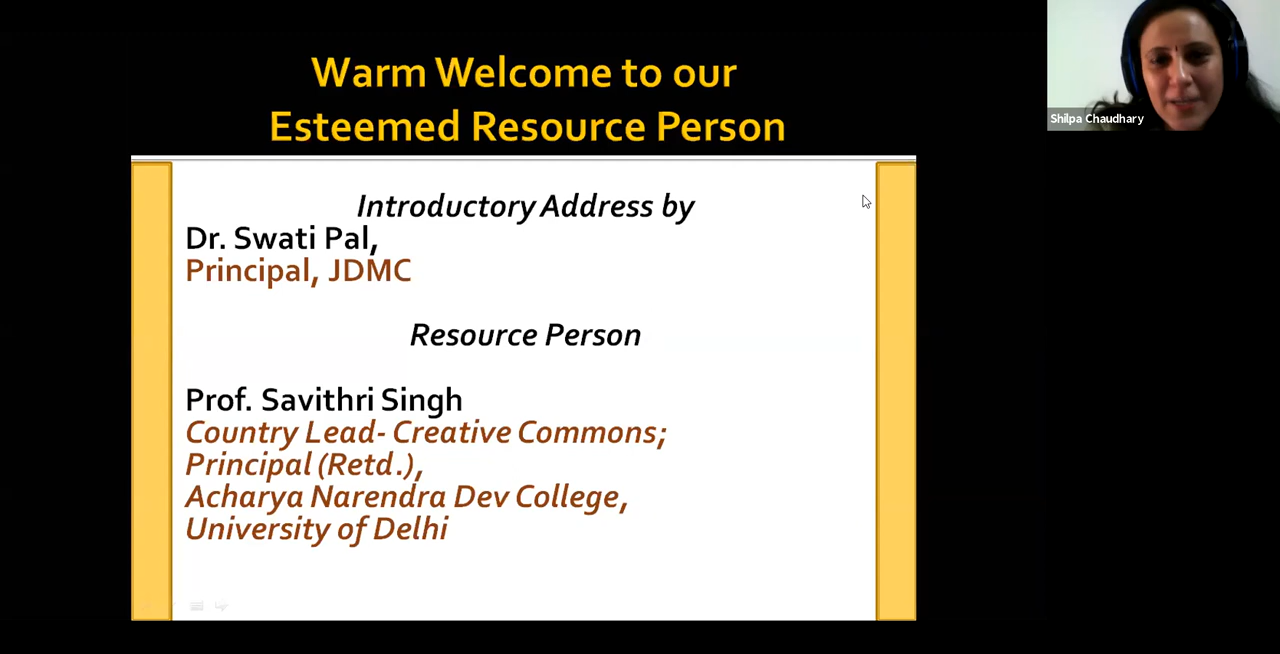 Warm Welcome to our
Esteemed Resource Person
Shilpa Chaudhary
Introductory Address by
Dr. Swati Pal,
Principal, JDMC
Resource Person
Prof. Savithri Singh
Country Lead- Creative Commons;
Principal (Retd.),
Acharya Narendra Dev College,
University of Delhi